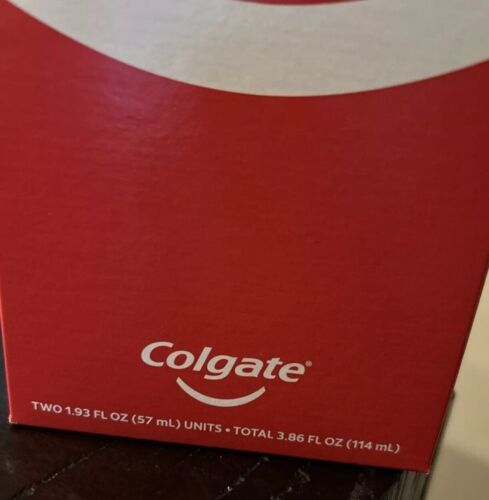 Colgate®
TWO 1.93 FL OZ (57 mL) UNITS • TOTAL 3.86 FL OZ (114 mL)